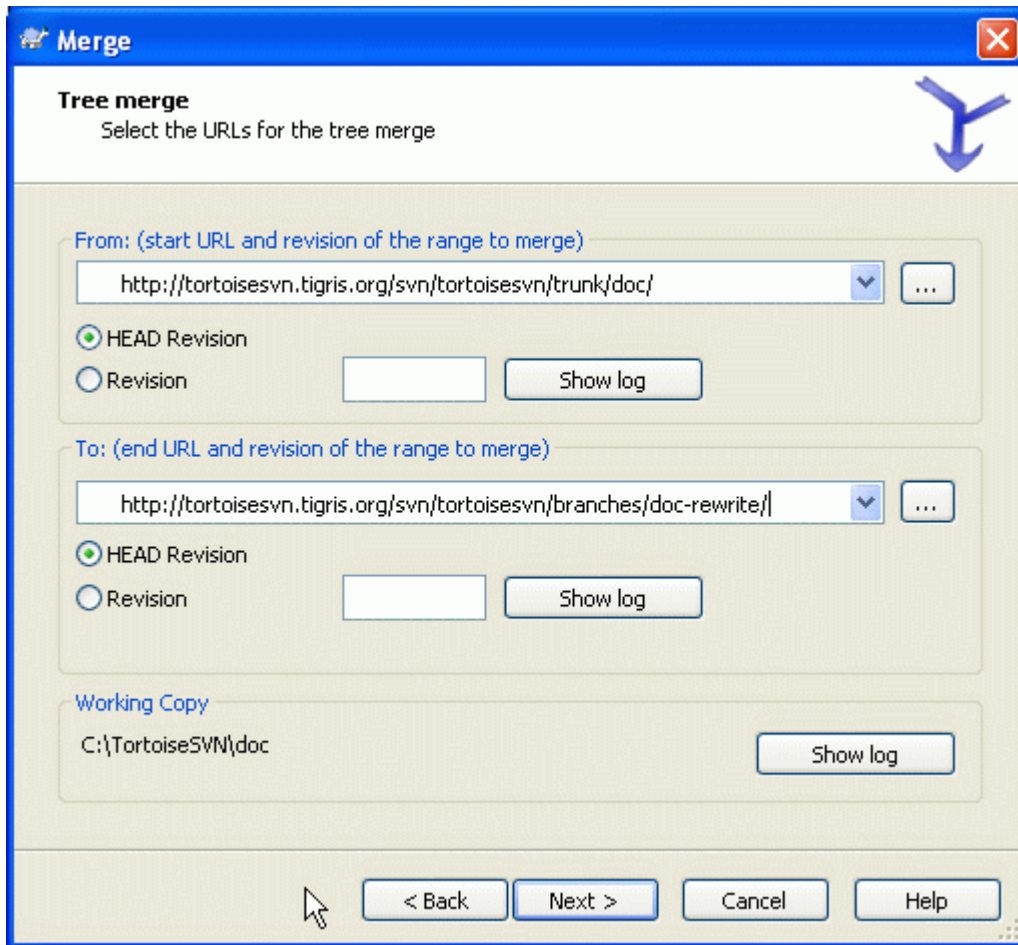 Merge
Tree merge
Select the URLs for the tree merge
From: (start URL and revision of the range to merge)
http://tortoisesvn.tigris.org/svn/tortoisesvn/trunk/doc/
...
HEAD Revision
Revision
Show log
To: (end URL and revision of the range to merge)
http://tortoisesvn.tigris.org/svn/tortoisesvn/branches/doc-rewrite/
...
HEAD Revision
Revision
Show log
Working Copy
C:\TortoiseSVN\doc
Show log
< Back
Next >
Cancel
Help